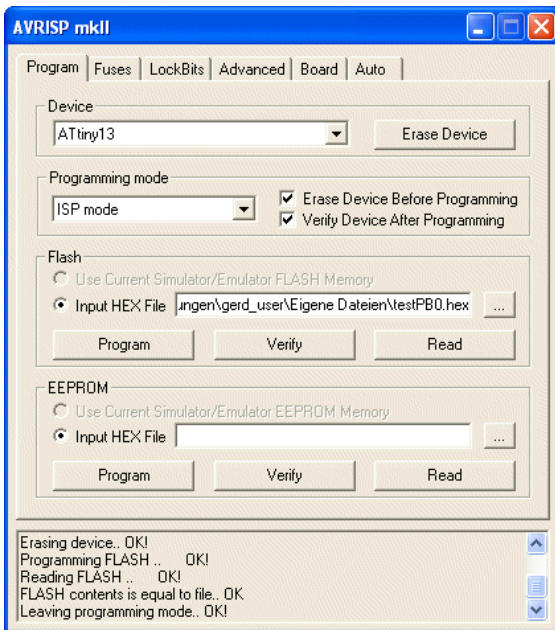 AVRISP mkII
Program Fuses LockBits Advanced Board Auto
Device
ATtiny13 Erase Device
Programming mode
ISP mode
Erase Device Before Programming
Verify Device After Programming
Flash
Use Current Simulator/Emulator FLASH Memory
Input HEX File ungen\gerd_user\Eigene Dateien\testPB0.hex ...
Program Verify Read
EEPROM
Use Current Simulator/Emulator EEPROM Memory
Input HEX File ...
Program Verify Read
Erasing device.. OK!
Programming FLASH .. OK!
Reading FLASH .. OK!
FLASH contents is equal to file.. OK
Leaving programming mode.. OK!